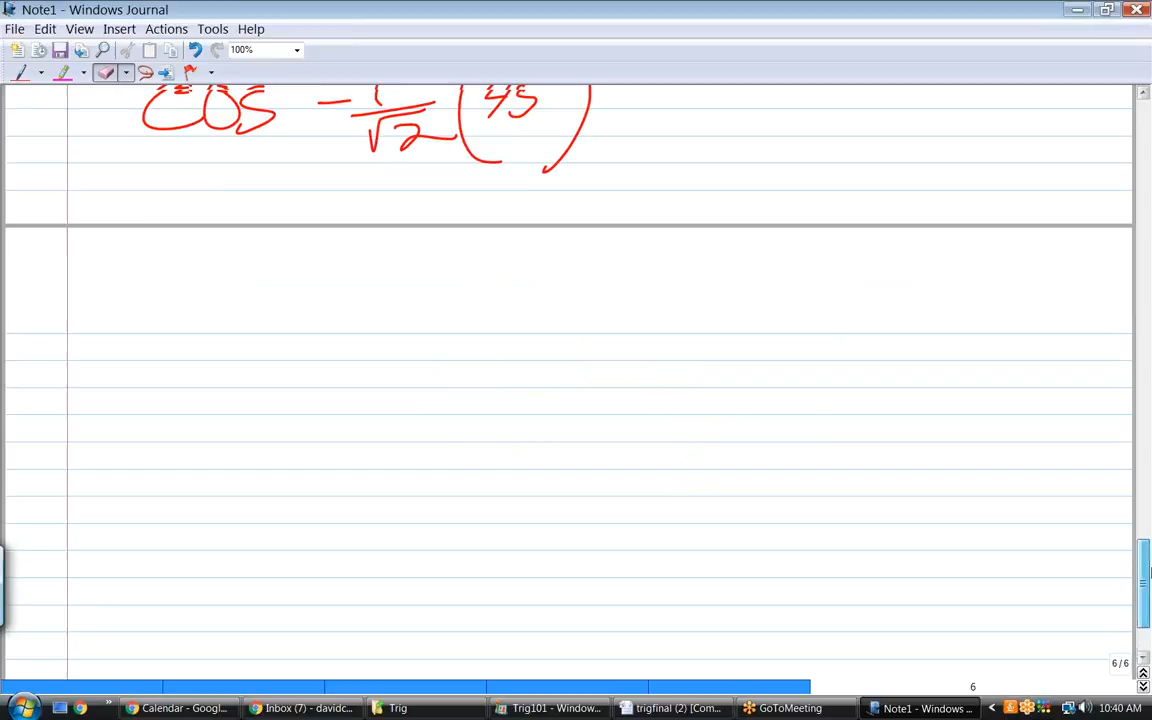 Note1 - Windows Journal
File Edit View Insert Actions Tools Help
100%
COS - 1/√2 (45)
6/6
6
Calendar - Googl...
Inbox (7) - davidc...
Trig
Trig101 - Window...
trigfinal (2) [Com...
GoToMeeting
Note1 - Windows ...
10:40 AM